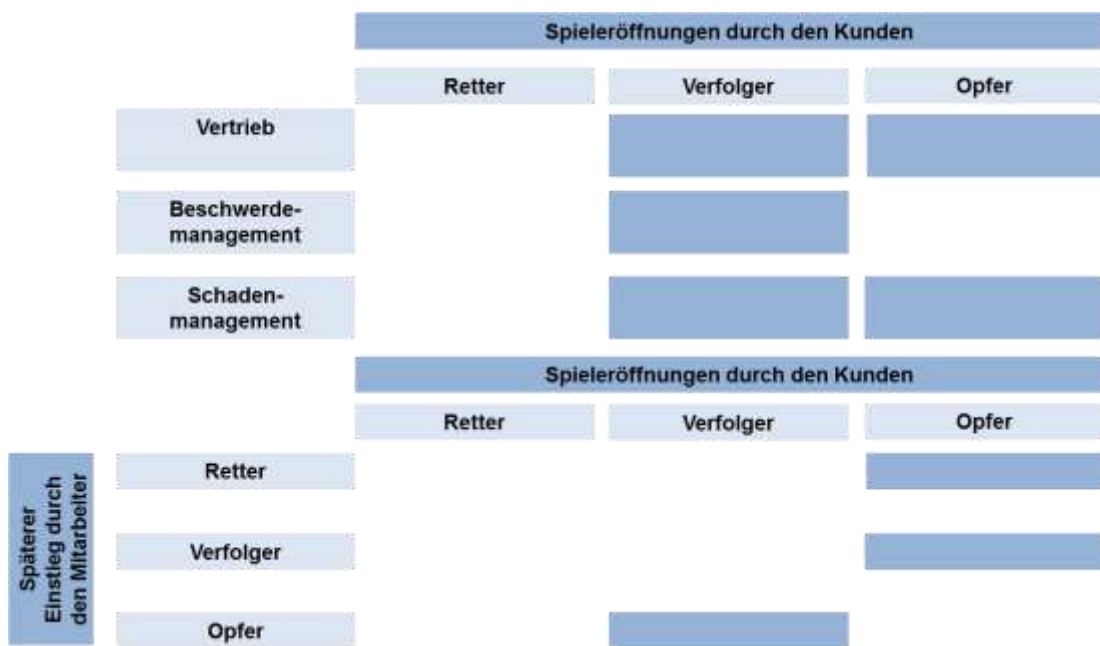 Spieleröffnungen durch den Kunden
Retter Verfolger Opfer
Vertrieb
Beschwerde-
management
Schaden-
management
Spieleröffnungen durch den Kunden
Retter Verfolger Opfer
Späterer
Einstieg durch
den Mitarbeiter
Retter
Verfolger
Opfer